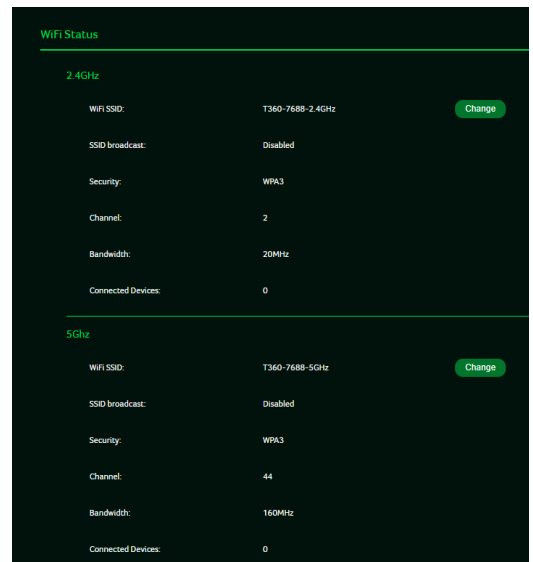 WiFi Status
2.4GHz
WiFi SSID: T360-7688-2.4GHz Change
SSID broadcast: Disabled
Security: WPA3
Channel: 2
Bandwidth: 20MHz
Connected Devices: 0
5Ghz
WiFi SSID: T360-7688-5GHz Change
SSID broadcast: Disabled
Security: WPA3
Channel: 44
Bandwidth: 160MHz
Connected Devices: 0